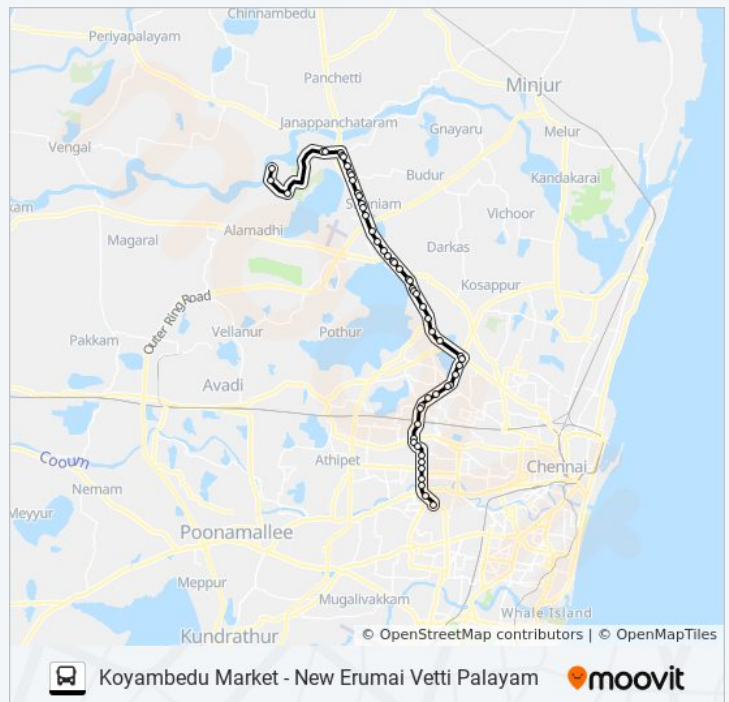 Chinnambedu
Periyapalayam
Panchetti
Minjur
Janappanchataram
Gnayaru
Melur
Vengal
Budur
Kandakarai
Vichoor
Alamadhi
Magaral
Darkas
Kosappur
Outer Ring Road
Vellanur
Pothur
Pakkam
Avadi
Cooum
Athipet
Chennai
Nemam
Meyyur
Poonamallee
Meppur
Mugalivakkam
Whale Island
Kundrathur
© OpenStreetMap contributors | © OpenMapTiles
Koyambedu Market - New Erumai Vetti Palayam
moovit